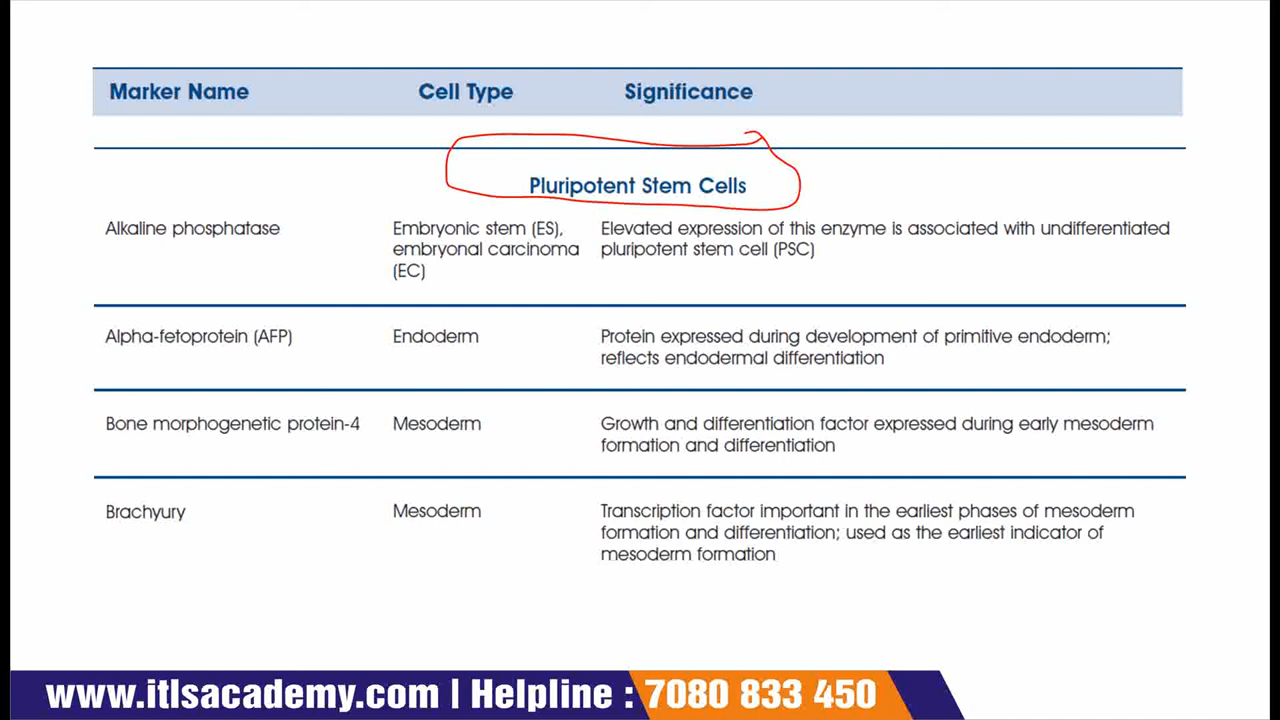 Marker Name Cell Type Significance
Pluripotent Stem Cells
Alkaline phosphatase Embryonic stem (ES), Elevated expression of this enzyme is associated with undifferentiated
embryonal carcinoma pluripotent stem cell (PSC)
(EC)
Alpha-fetoprotein (AFP) Endoderm Protein expressed during development of primitive endoderm;
reflects endodermal differentiation
Bone morphogenetic protein-4 Mesoderm Growth and differentiation factor expressed during early mesoderm
formation and differentiation
Brachyury Mesoderm Transcription factor important in the earliest phases of mesoderm
formation and differentiation; used as the earliest indicator of
mesoderm formation
www.itlsacademy.com | Helpline : 7080 833 450